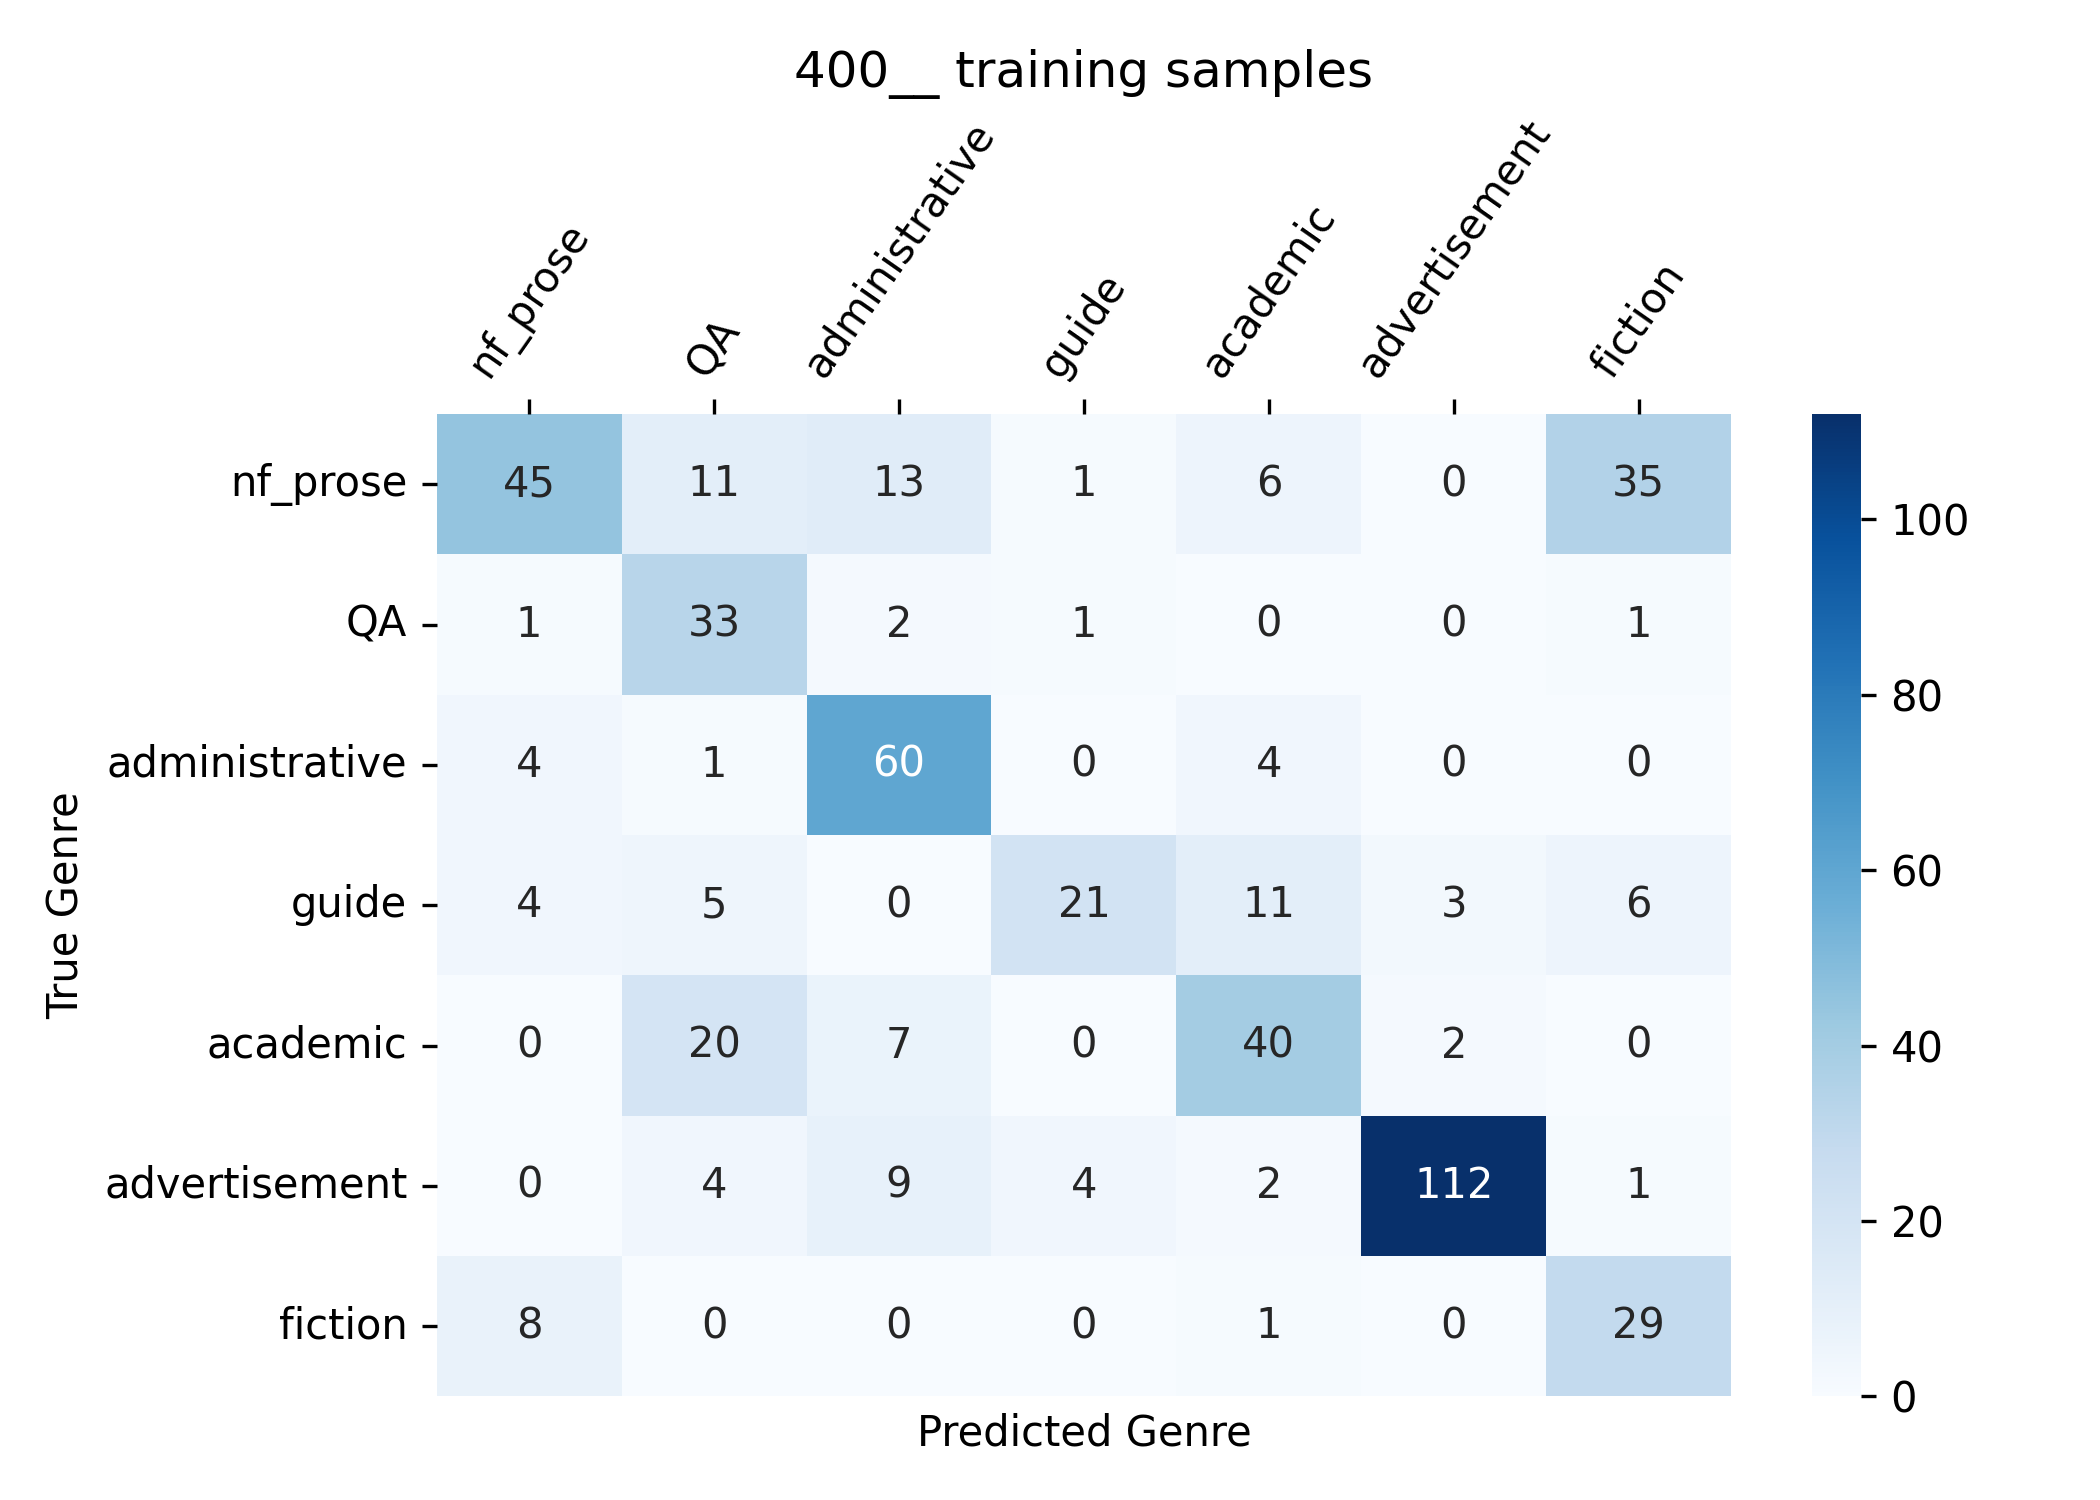 400__ training samples
nf_prose QA administrative guide academic advertisement fiction
nf_prose 45 11 13 1 6 0 35
QA 1 33 2 1 0 0 1
administrative 4 1 60 0 4 0 0
guide 4 5 0 21 11 3 6
academic 0 20 7 0 40 2 0
advertisement 0 4 9 4 2 112 1
fiction 8 0 0 0 1 0 29
True Genre
Predicted Genre
100
80
60
40
20
0